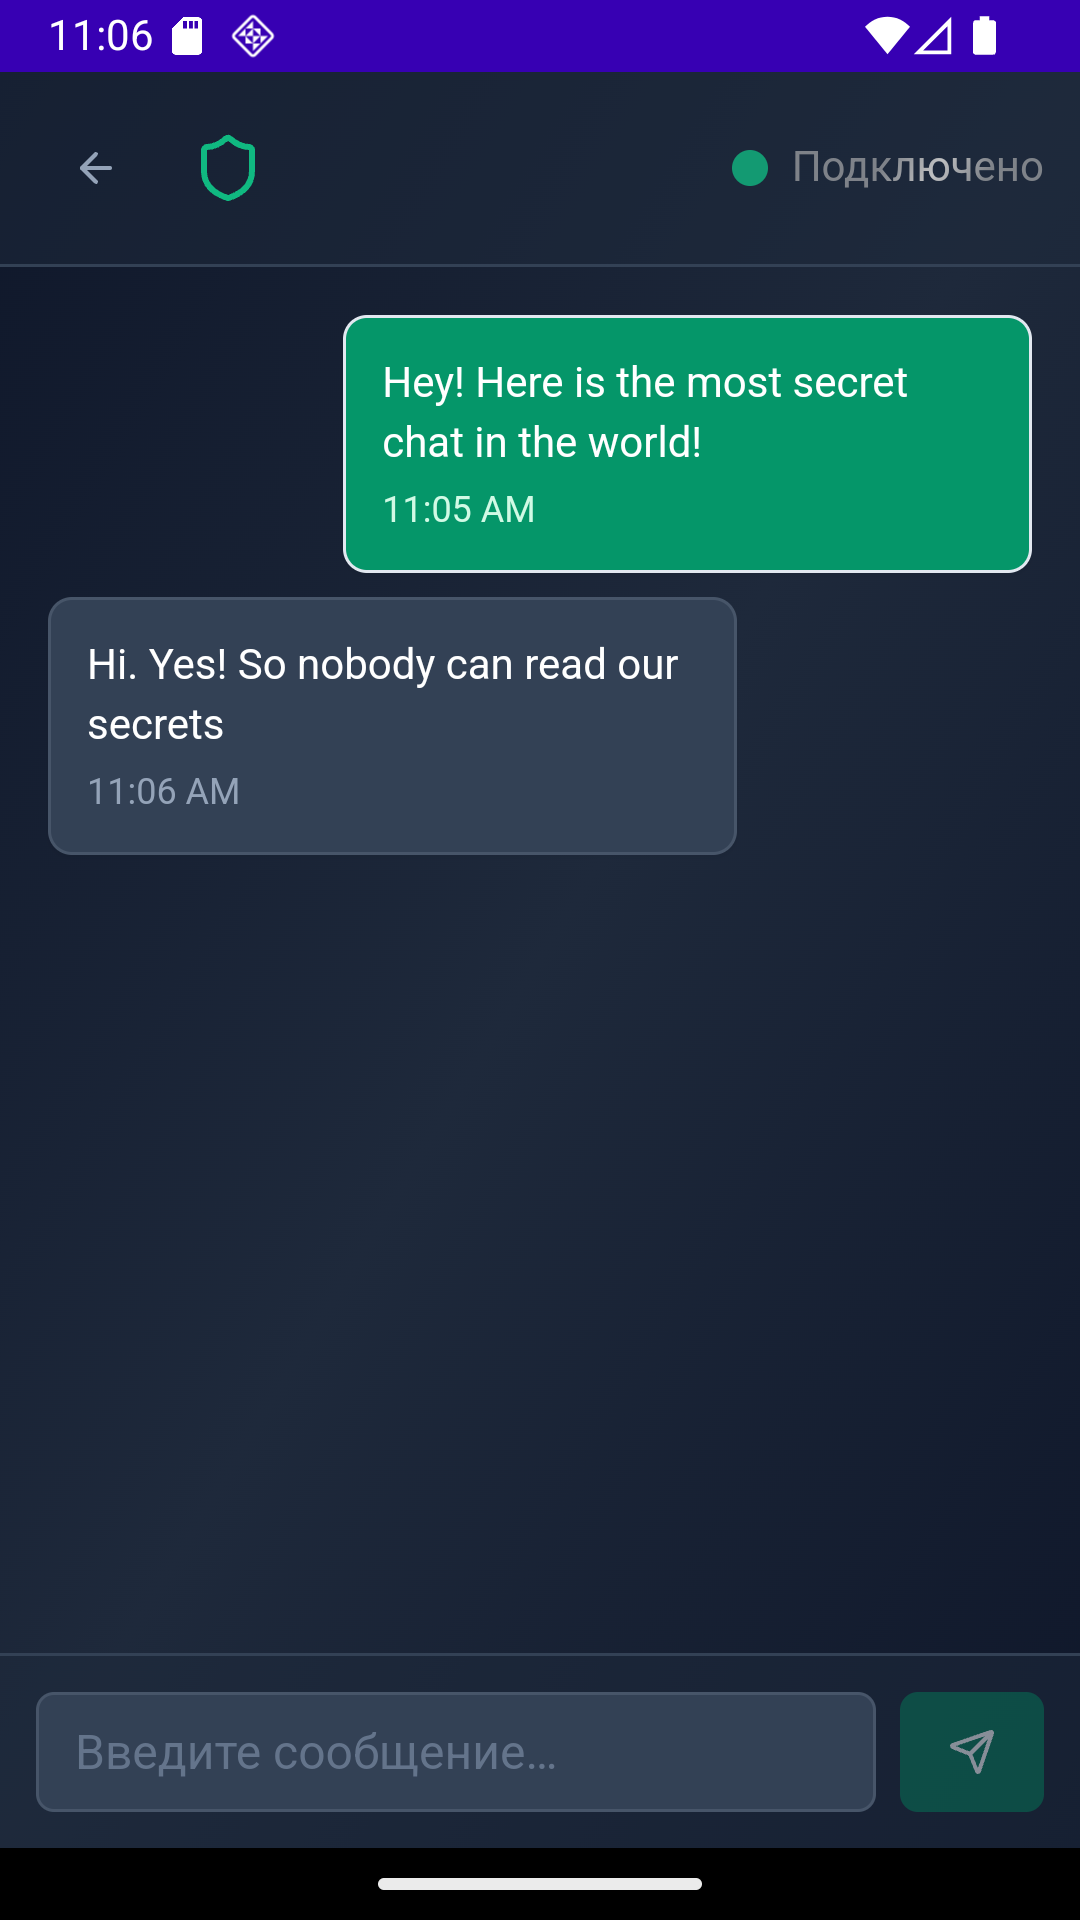 11:06
Подключено
Hey! Here is the most secret
chat in the world!
11:05 AM
Hi. Yes! So nobody can read our
secrets
11:06 AM
Введите сообщение...